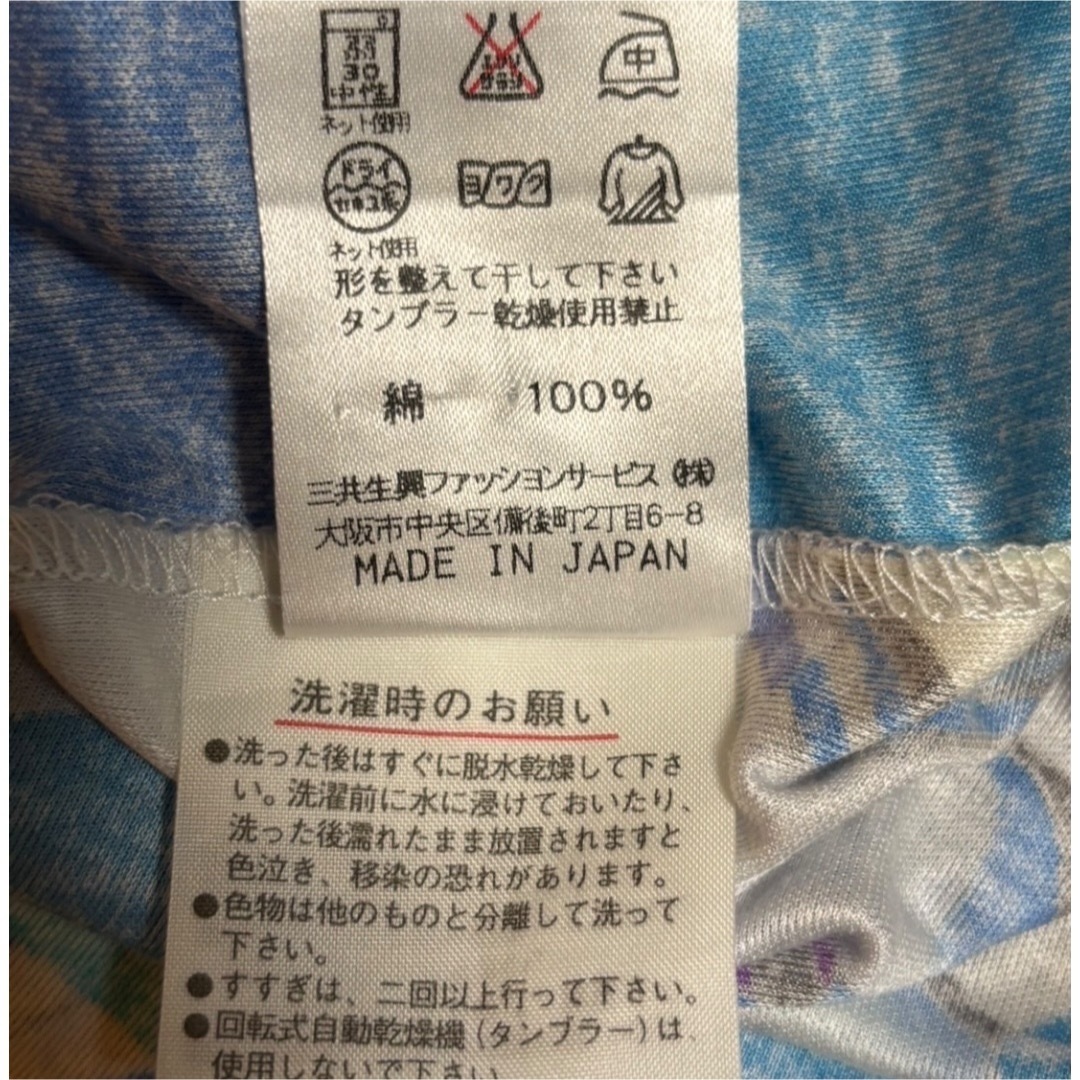 弱
30
中性
ネット使用
エンソ
サラシ
中
ドライ
セキユ系
ネット使用
ヨワク
形を整えて干して下さい
タンブラー乾燥使用禁止
綿 100%
三共生興ファッションサービス㈱
大阪市中央区備後町2丁目6-8
MADE IN JAPAN
洗濯時のお願い
●洗った後はすぐに脱水乾燥して下さ
い。洗濯前に水に浸けておいたり、
洗った後濡れたまま放置されますと
色泣き、移染の恐れがあります。
●色物は他のものと分離して洗って
下さい。
●すすぎは、二回以上行って下さい。
●回転式自動乾燥機(タンブラー)は、
使用しないで下さい。